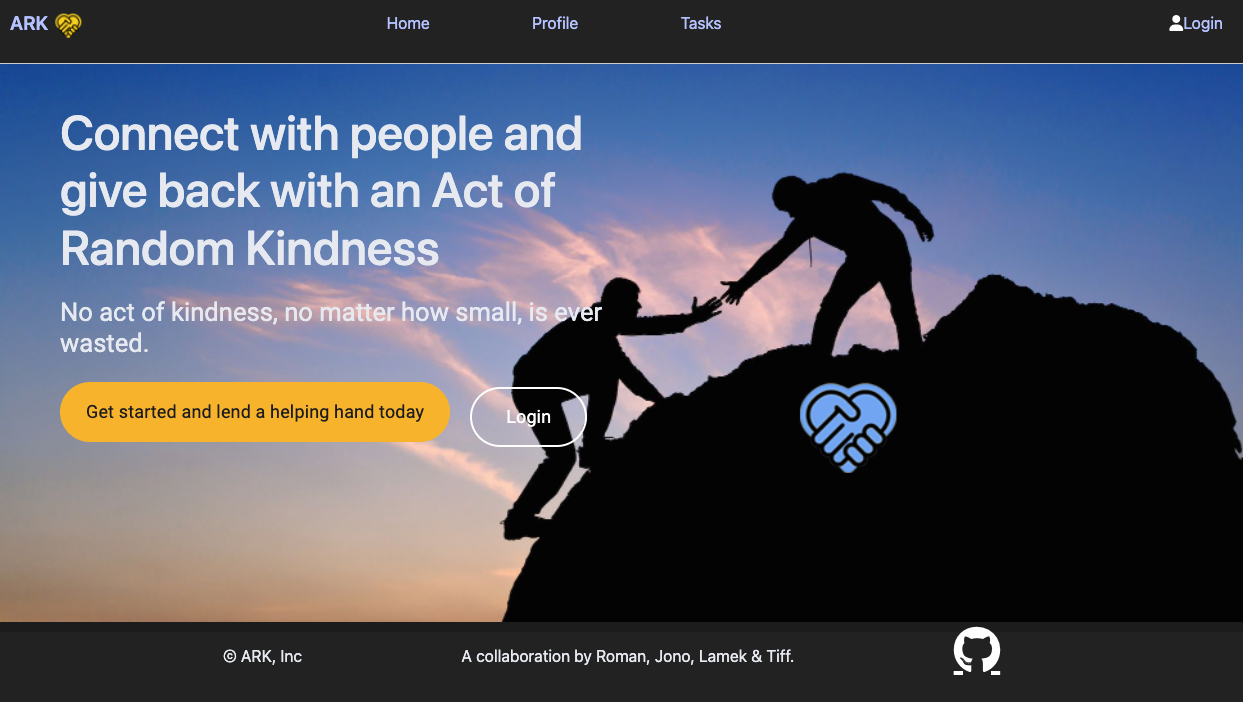 ARK
Home
Profile
Tasks
Login
Connect with people and
give back with an Act of
Random Kindness
No act of kindness, no matter how small, is ever
wasted.
Get started and lend a helping hand today
Login
© ARK, Inc
A collaboration by Roman, Jono, Lamek & Tiff.